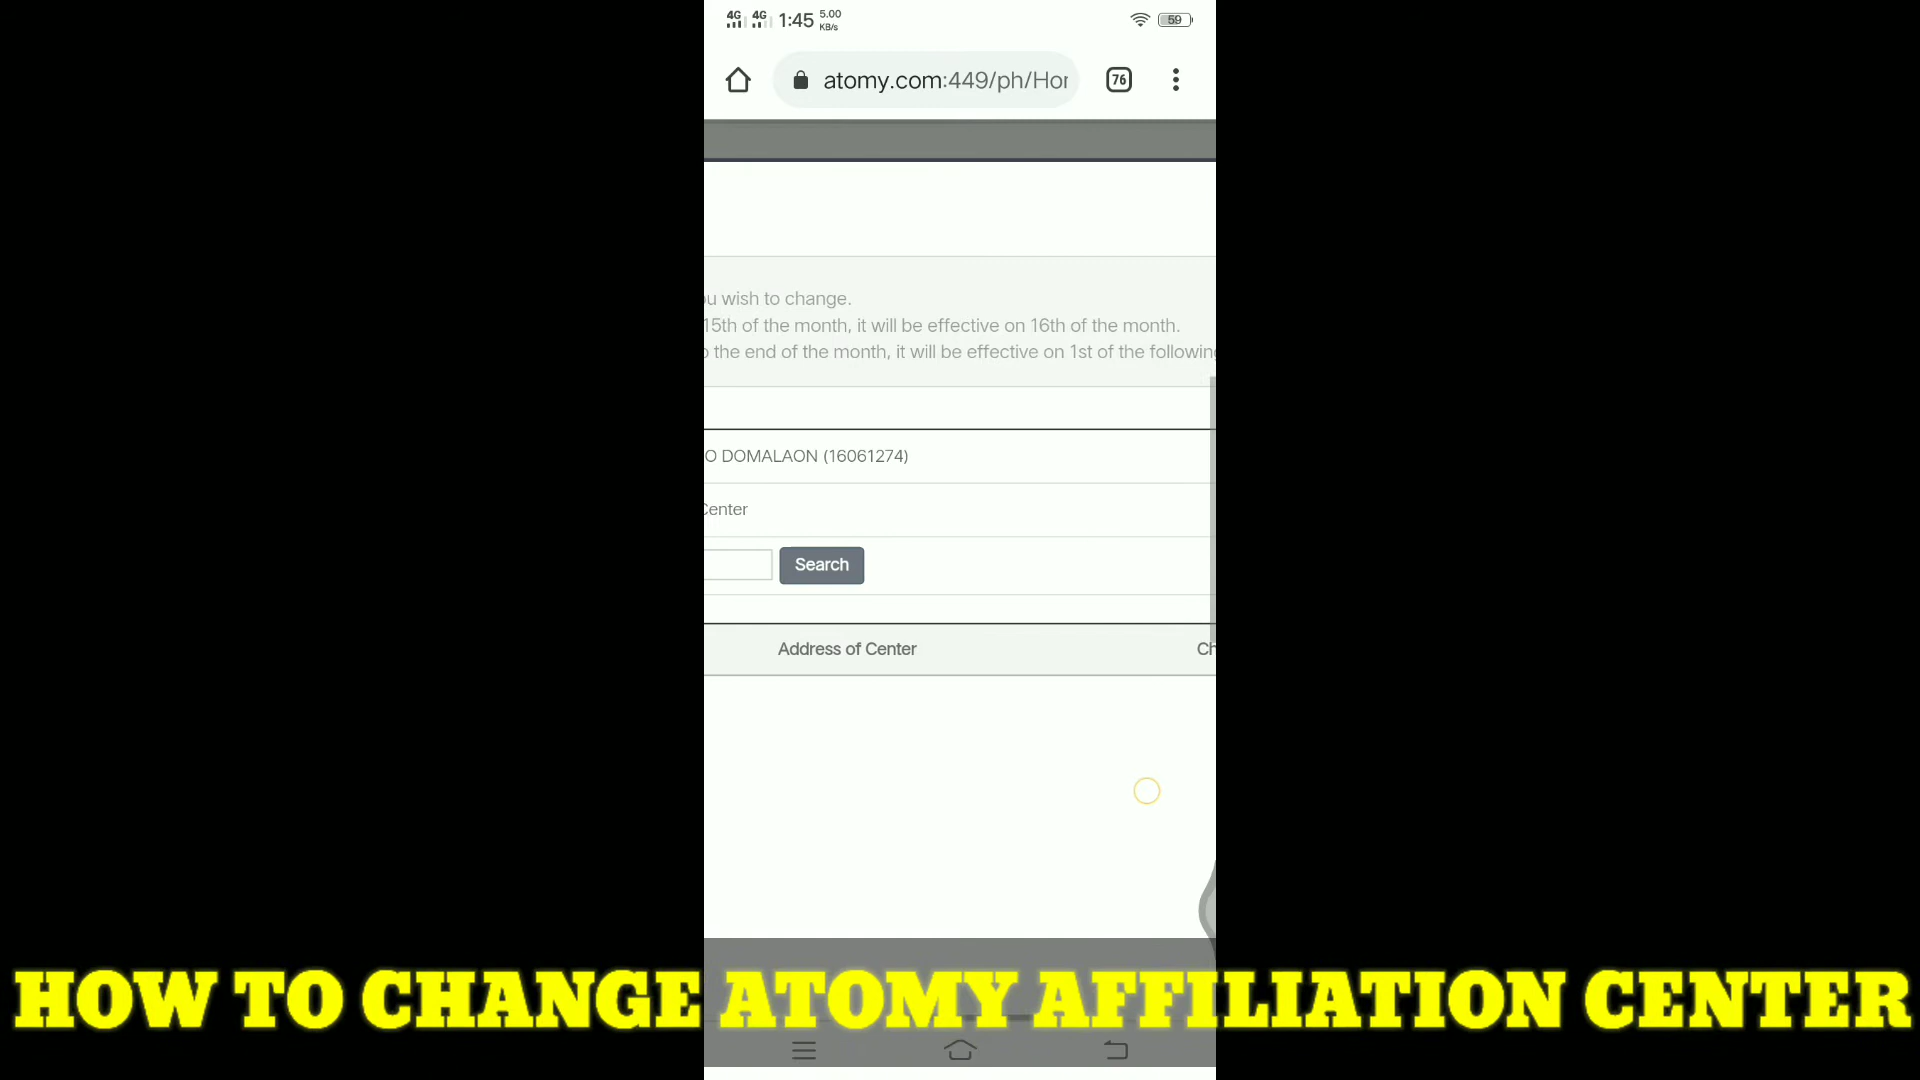 4G 4G 1:45 5.00 KB/s 59
atomy.com:449/ph/Hor 76
u wish to change.
15th of the month, it will be effective on 16th of the month.
the end of the month, it will be effective on 1st of the following
O DOMALAON (16061274)
Center
Search
Address of Center Ch
HOW TO CHANGE ATOMY AFFILIATION CENTER